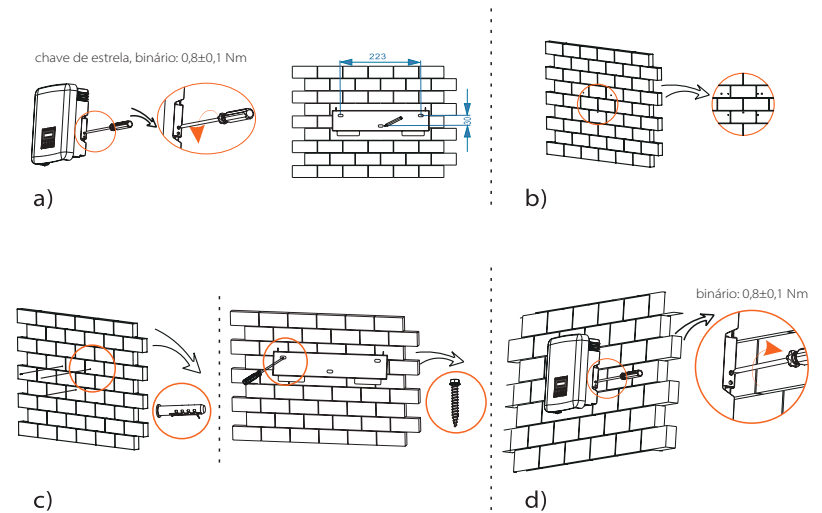 chave de estrela, binário: 0,8±0,1 Nm
223
30
a)
b)
binário: 0,8±0,1 Nm
c)
d)